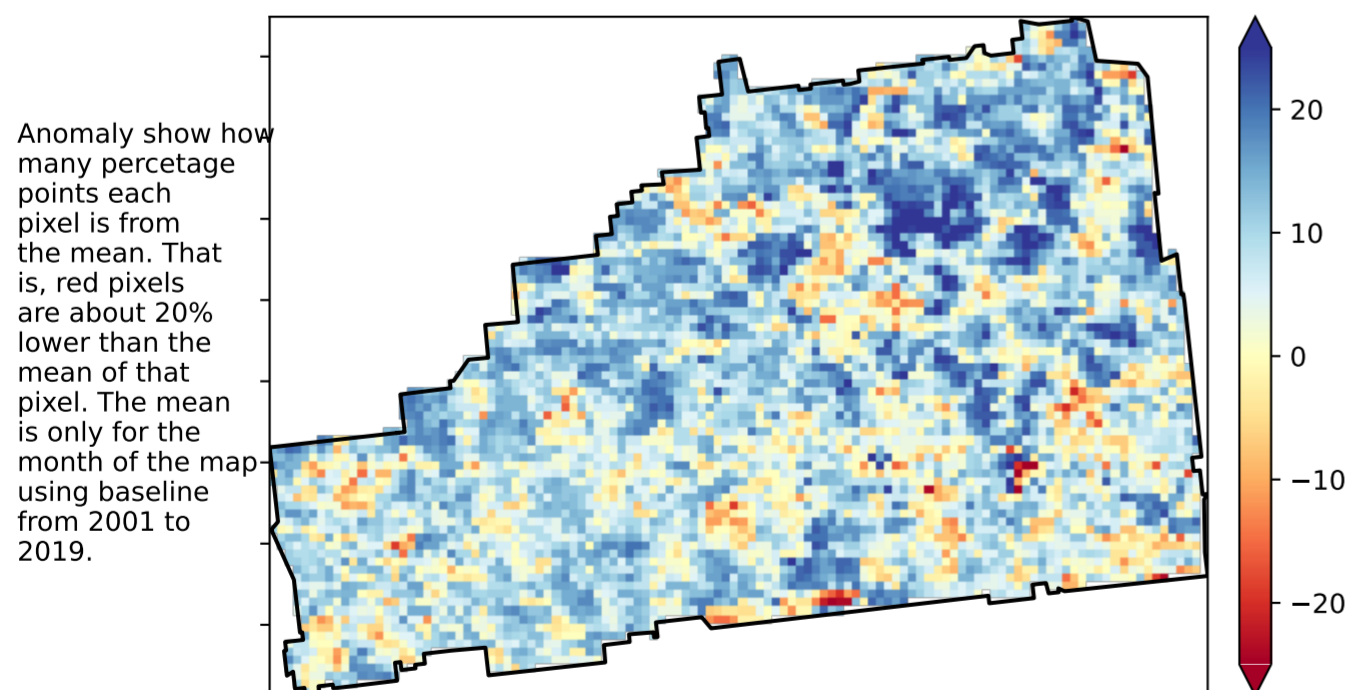 Anomaly show how
many percetage
points each
pixel is from
the mean. That
is, red pixels
are about 20%
lower than the
mean of that
pixel. The mean
is only for the
month of the map
using baseline
from 2001 to
2019.
20
10
0
−10
−20